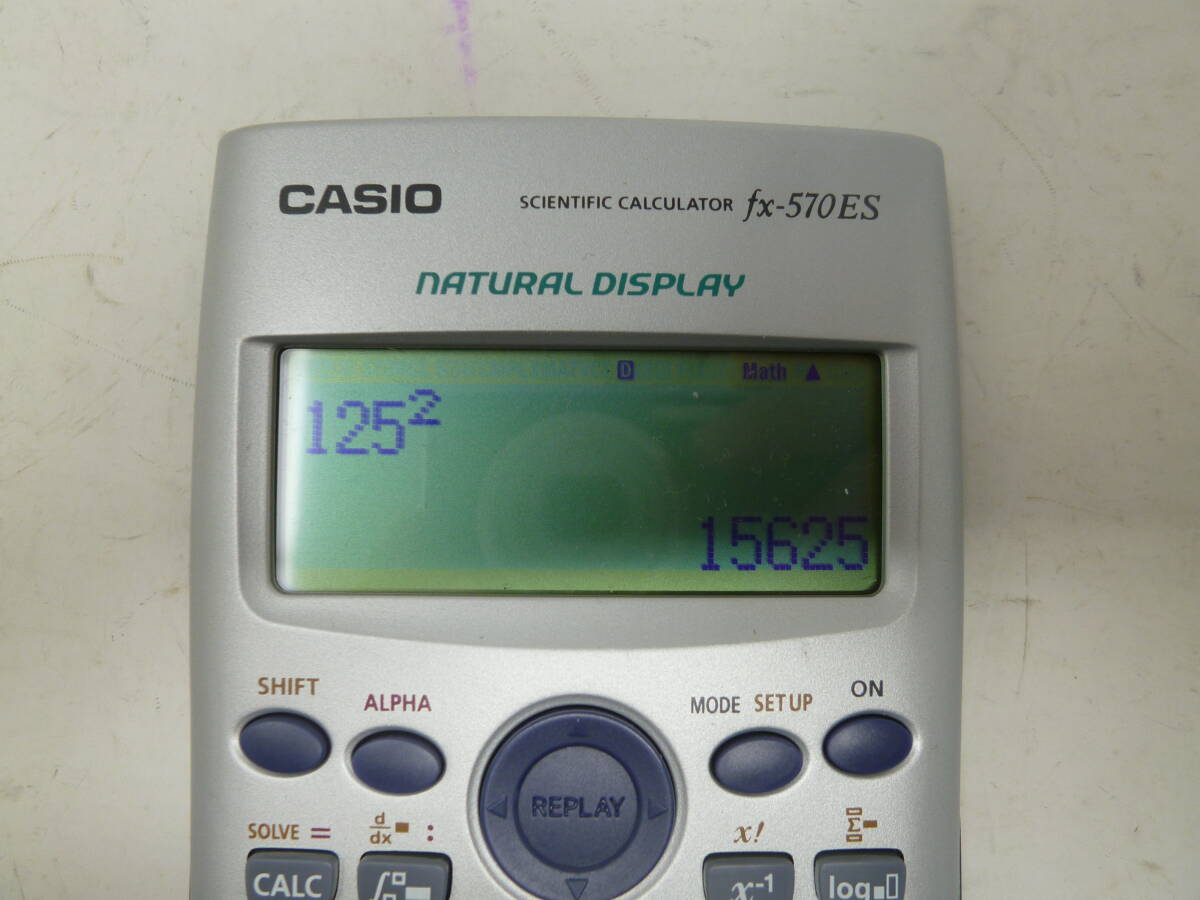 CASIO SCIENTIFIC CALCULATOR fx-570ES
NATURAL DISPLAY
D Math ▲
125²
15625
SHIFT ALPHA MODE SETUP ON
REPLAY
SOLVE = d/dx : x! Σ
CALC ∫ x⁻¹ log